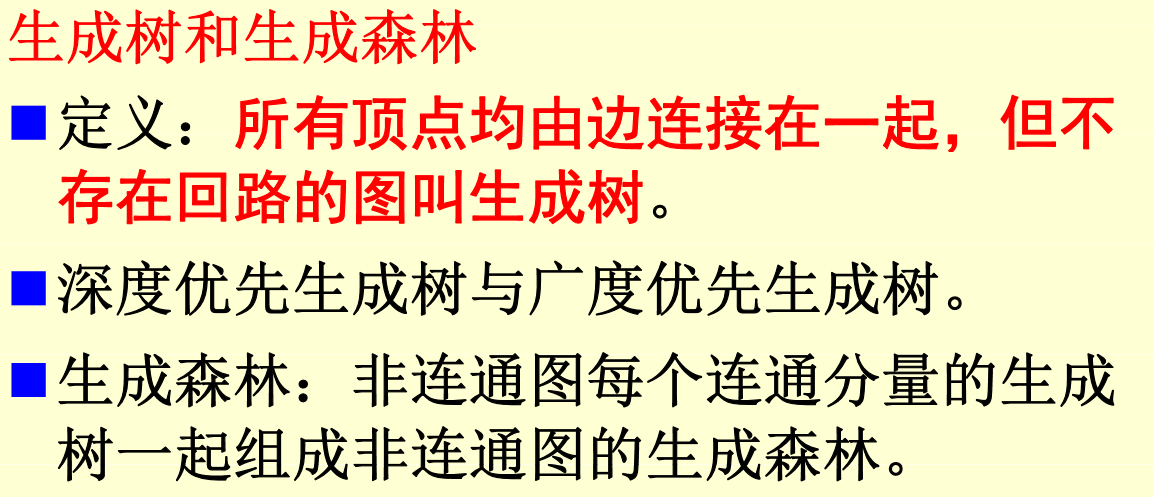 生成树和生成森林
■定义：所有顶点均由边连接在一起，但不
存在回路的图叫生成树。
■深度优先生成树与广度优先生成树。
■生成森林：非连通图每个连通分量的生成
树一起组成非连通图的生成森林。